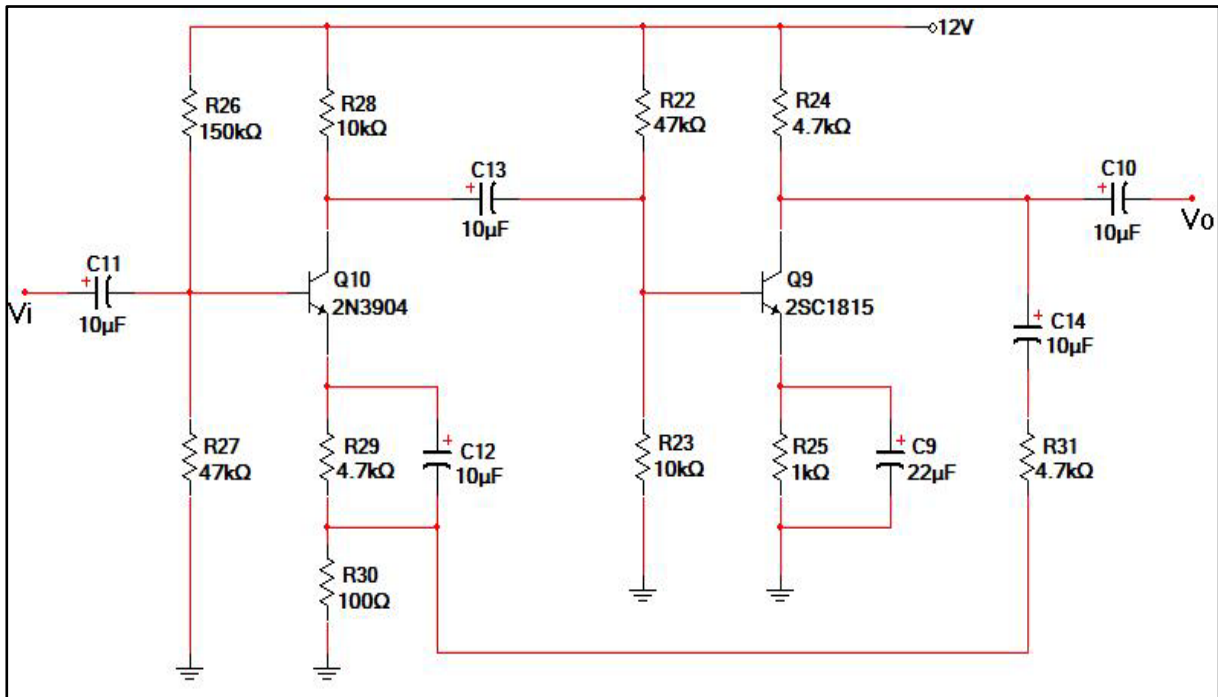 12V
R26
150kΩ
R28
10kΩ
R22
47kΩ
R24
4.7kΩ
C13
+
10µF
C10
+
10µF
Vo
C11
+
10µF
Vi
Q10
2N3904
Q9
2SC1815
C14
+
10µF
R27
47kΩ
R29
4.7kΩ
C12
+
10µF
R23
10kΩ
R25
1kΩ
C9
+
22µF
R31
4.7kΩ
R30
100Ω